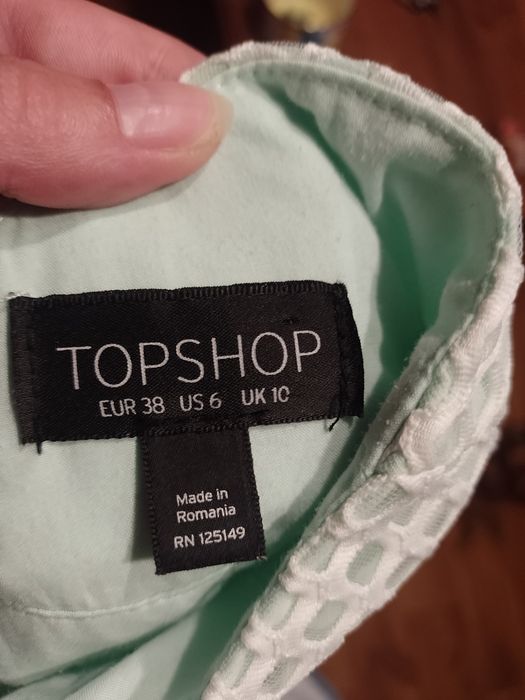 TOPSHOP
EUR 38 US 6 UK 10
Made in
Romania
RN 125149